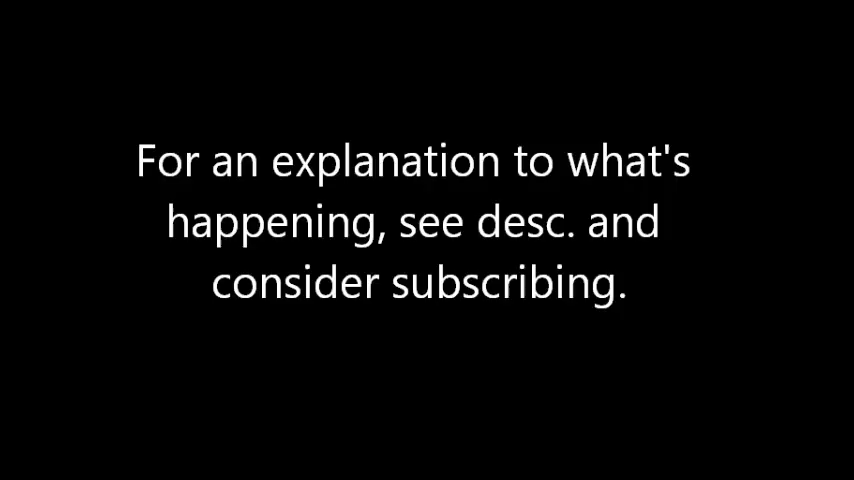 For an explanation to what's
happening, see desc. and
consider subscribing.